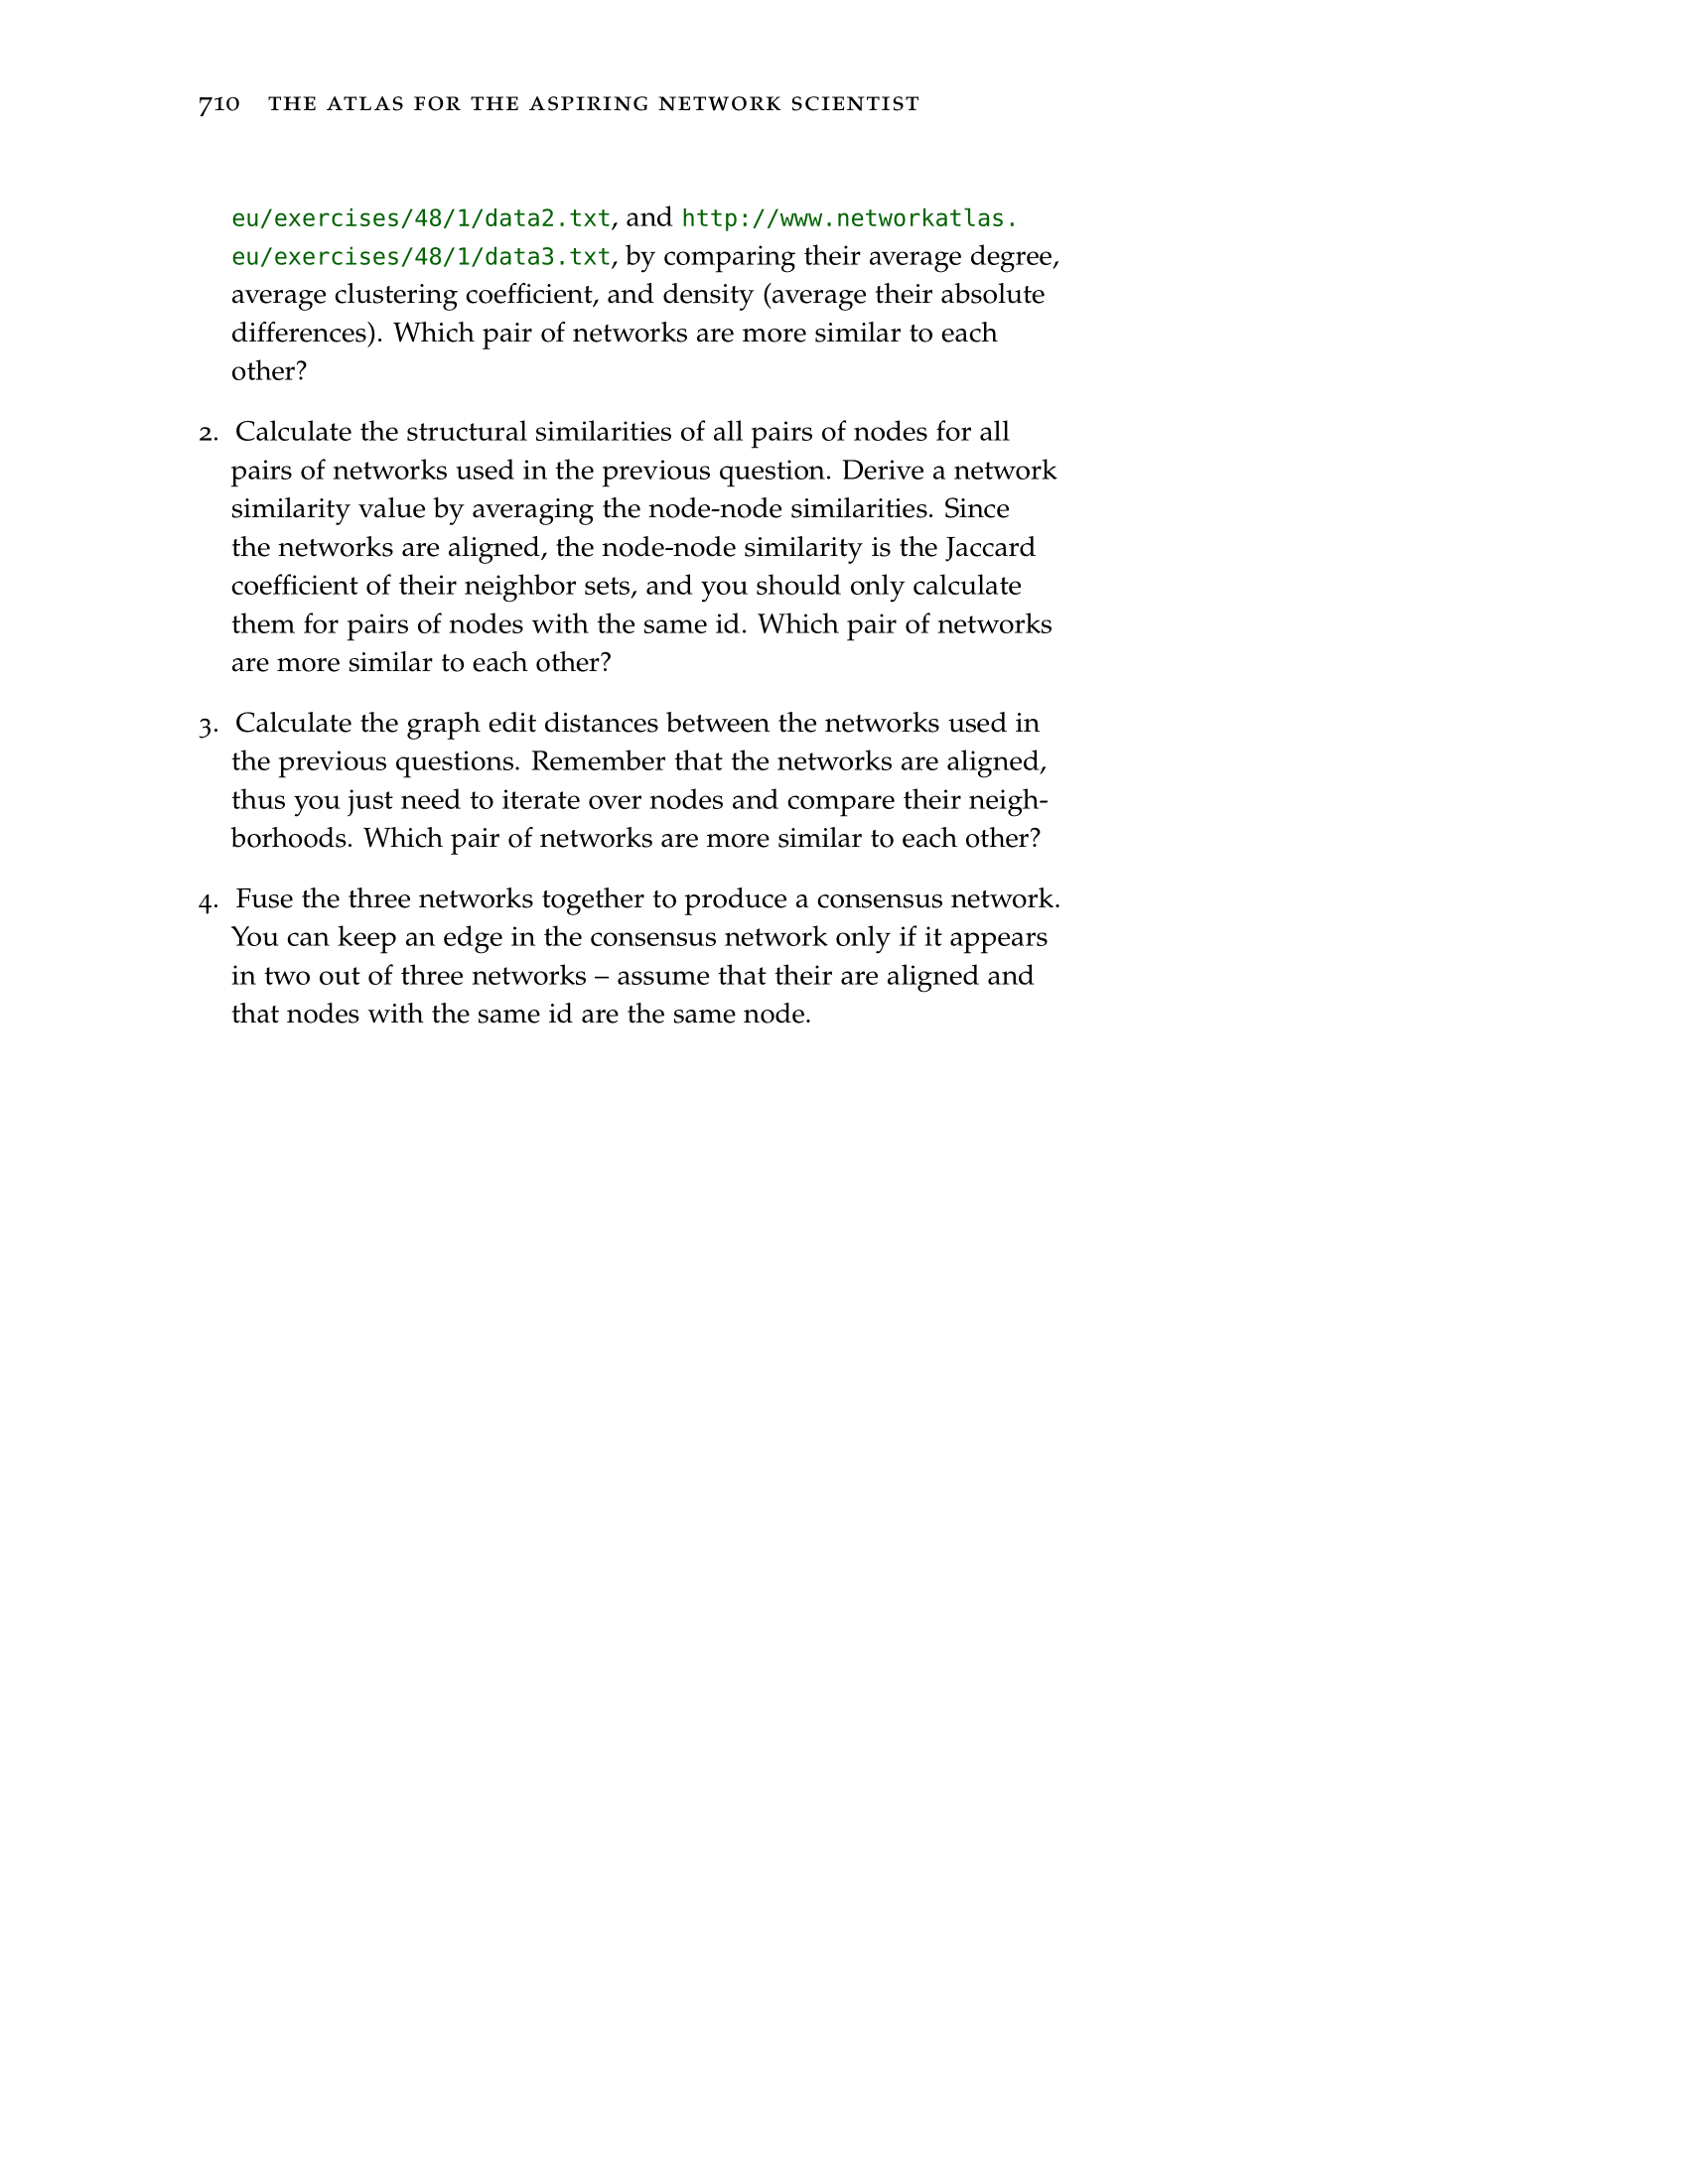 710 THE ATLAS FOR THE ASPIRING NETWORK SCIENTIST
eu/exercises/48/1/data2.txt, and http://www.networkatlas.
eu/exercises/48/1/data3.txt, by comparing their average degree,
average clustering coefficient, and density (average their absolute
differences). Which pair of networks are more similar to each
other?
2. Calculate the structural similarities of all pairs of nodes for all
pairs of networks used in the previous question. Derive a network
similarity value by averaging the node-node similarities. Since
the networks are aligned, the node-node similarity is the Jaccard
coefficient of their neighbor sets, and you should only calculate
them for pairs of nodes with the same id. Which pair of networks
are more similar to each other?
3. Calculate the graph edit distances between the networks used in
the previous questions. Remember that the networks are aligned,
thus you just need to iterate over nodes and compare their neigh-
borhoods. Which pair of networks are more similar to each other?
4. Fuse the three networks together to produce a consensus network.
You can keep an edge in the consensus network only if it appears
in two out of three networks – assume that their are aligned and
that nodes with the same id are the same node.